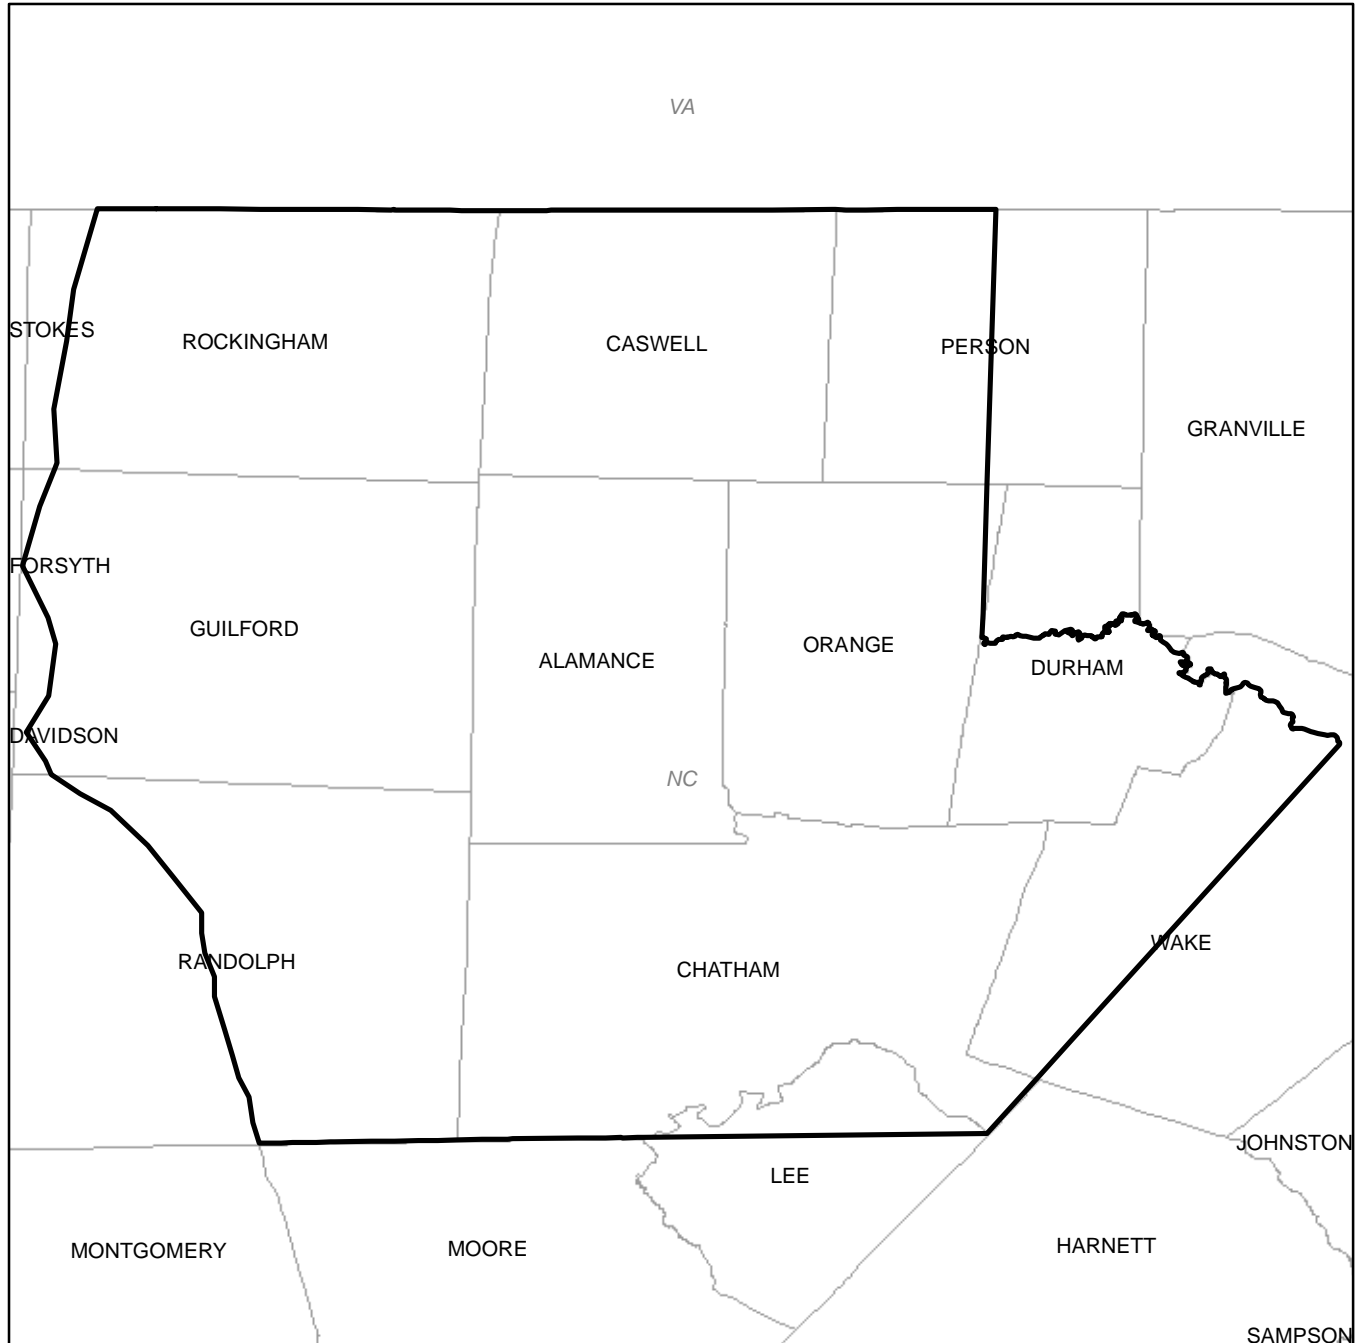 VA
STOKES
ROCKINGHAM
CASWELL
PERSON
GRANVILLE
FORSYTH
GUILFORD
ALAMANCE
ORANGE
DURHAM
DAVIDSON
NC
RANDOLPH
CHATHAM
WAKE
JOHNSTON
LEE
MONTGOMERY
MOORE
HARNETT
SAMPSON